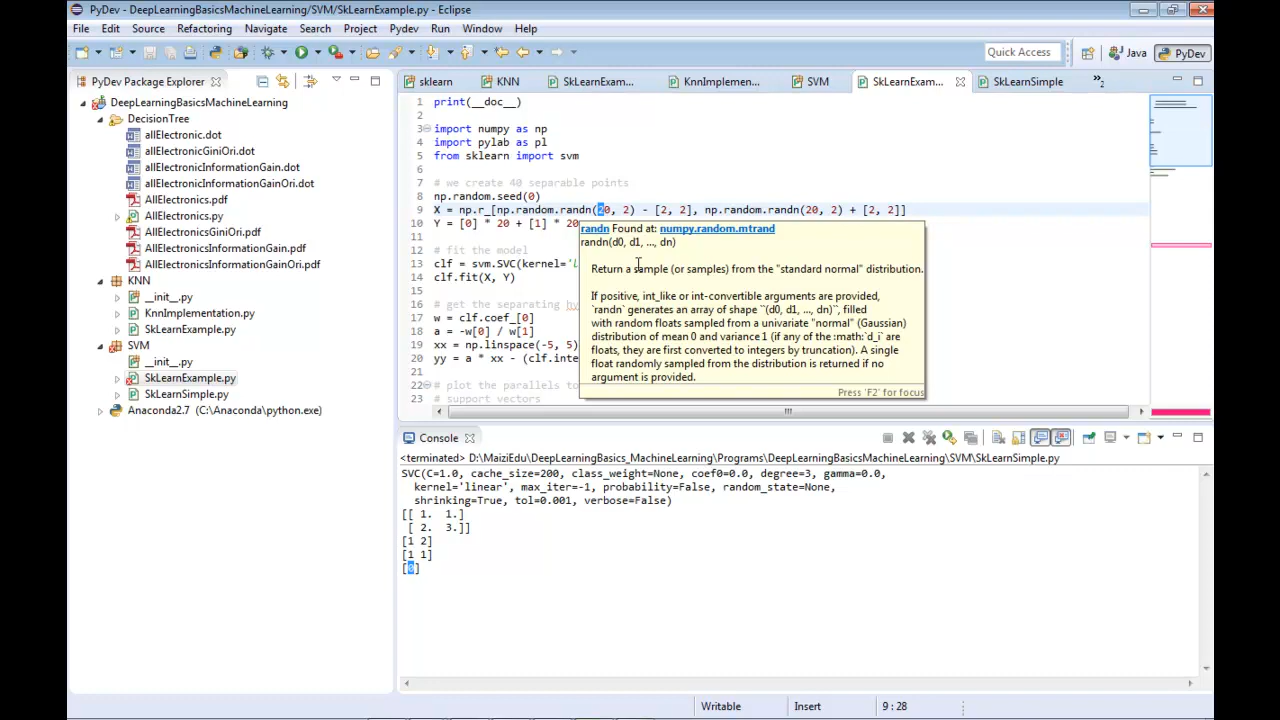 PyDev - DeepLearningBasicsMachineLearning/SVM/SkLearnExample.py - Eclipse
File Edit Source Refactoring Navigate Search Project Pydev Run Window Help
Quick Access
Java
PyDev
PyDev Package Explorer
DeepLearningBasicsMachineLearning
DecisionTree
allElectronic.dot
allElectronicGiniOri.dot
allElectronicInformationGain.dot
allElectronicInformationGainOri.dot
AllElectronics.pdf
AllElectronics.py
AllElectronicsGiniOri.pdf
allElectronicInformationGain.pdf
allElectronicInformationGainOri.pdf
KNN
__init__.py
KnnImplementation.py
SkLearnExample.py
SVM
__init__.py
SkLearnExample.py
SkLearnSimple.py
Anaconda2.7 (C:\Anaconda\python.exe)
sklearn
KNN
SkLearnExam...
KnnImplemen...
SVM
SkLearnExam...
SkLearnSimple
»2
1 print(__doc__)
2
3 import numpy as np
4 import pylab as pl
5 from sklearn import svm
6
7 # we create 40 separable points
8 np.random.seed(0)
9 X = np.r_[np.random.randn(20, 2) - [2, 2], np.random.randn(20, 2) + [2, 2]]
10 Y = [0] * 20 + [1] * 20
11
12 # fit the model
13 clf = svm.SVC(kernel='l
14 clf.fit(X, Y)
15
16 # get the separating hy
17 w = clf.coef_[0]
18 a = -w[0] / w[1]
19 xx = np.linspace(-5, 5)
20 yy = a * xx - (clf.inte
22 # plot the parallels to
23 # support vectors
randn Found at: numpy.random.mtrand
randn(d0, d1, ..., dn)
Return a sample (or samples) from the "standard normal" distribution.
If positive, int_like or int-convertible arguments are provided,
`randn` generates an array of shape ``(d0, d1, ..., dn)``, filled
with random floats sampled from a univariate "normal" (Gaussian)
distribution of mean 0 and variance 1 (if any of the :math:`d_i` are
floats, they are first converted to integers by truncation). A single
float randomly sampled from the distribution is returned if no
argument is provided.
Press 'F2' for focus
Console
<terminated> D:\MaiziEdu\DeepLearningBasics_MachineLearning\Programs\DeepLearningBasicsMachineLearning\SVM\SkLearnSimple.py
SVC(C=1.0, cache_size=200, class_weight=None, coef0=0.0, degree=3, gamma=0.0,
kernel='linear', max_iter=-1, probability=False, random_state=None,
shrinking=True, tol=0.001, verbose=False)
[[ 1. 1.]
[ 2. 3.]]
[1 2]
[1 1]
[0]
Writable
Insert
9 : 28